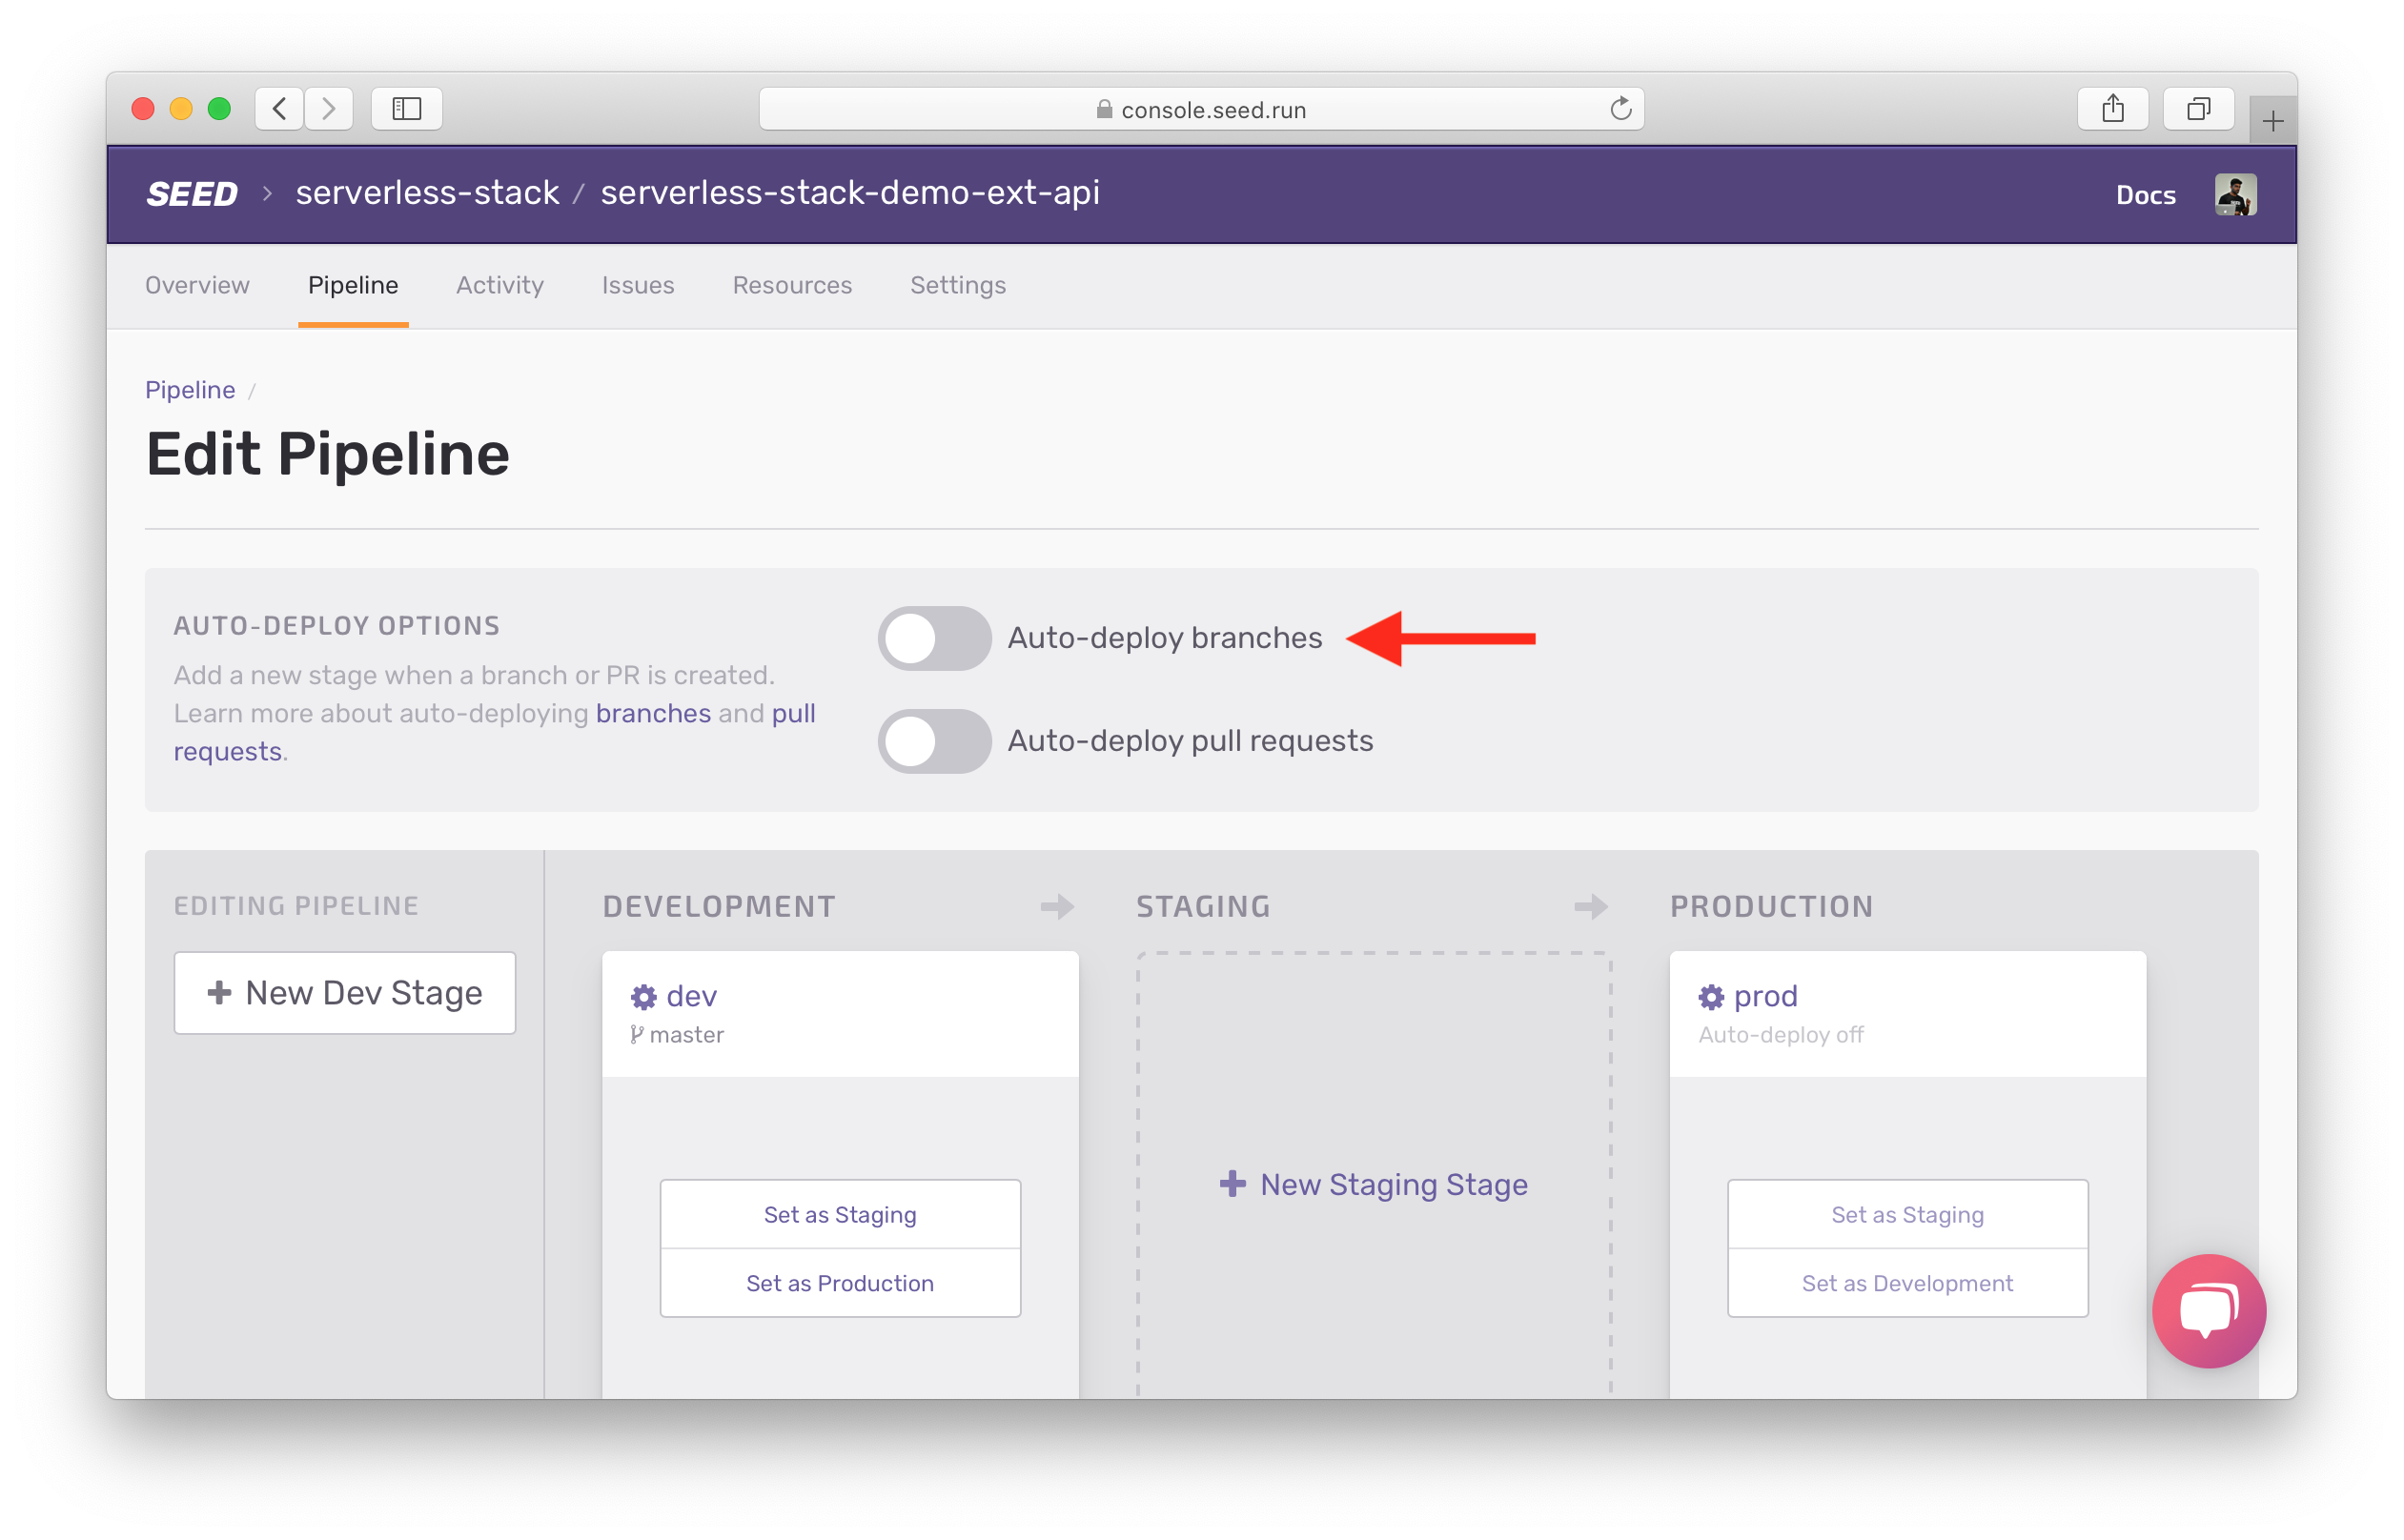 console.seed.run
SEED > serverless-stack / serverless-stack-demo-ext-api
Docs
Overview Pipeline Activity Issues Resources Settings
Pipeline /
Edit Pipeline
AUTO-DEPLOY OPTIONS
Add a new stage when a branch or PR is created.
Learn more about auto-deploying branches and pull
requests.
Auto-deploy branches
Auto-deploy pull requests
EDITING PIPELINE
+ New Dev Stage
DEVELOPMENT
dev
master
Set as Staging
Set as Production
STAGING
+ New Staging Stage
PRODUCTION
prod
Auto-deploy off
Set as Staging
Set as Development